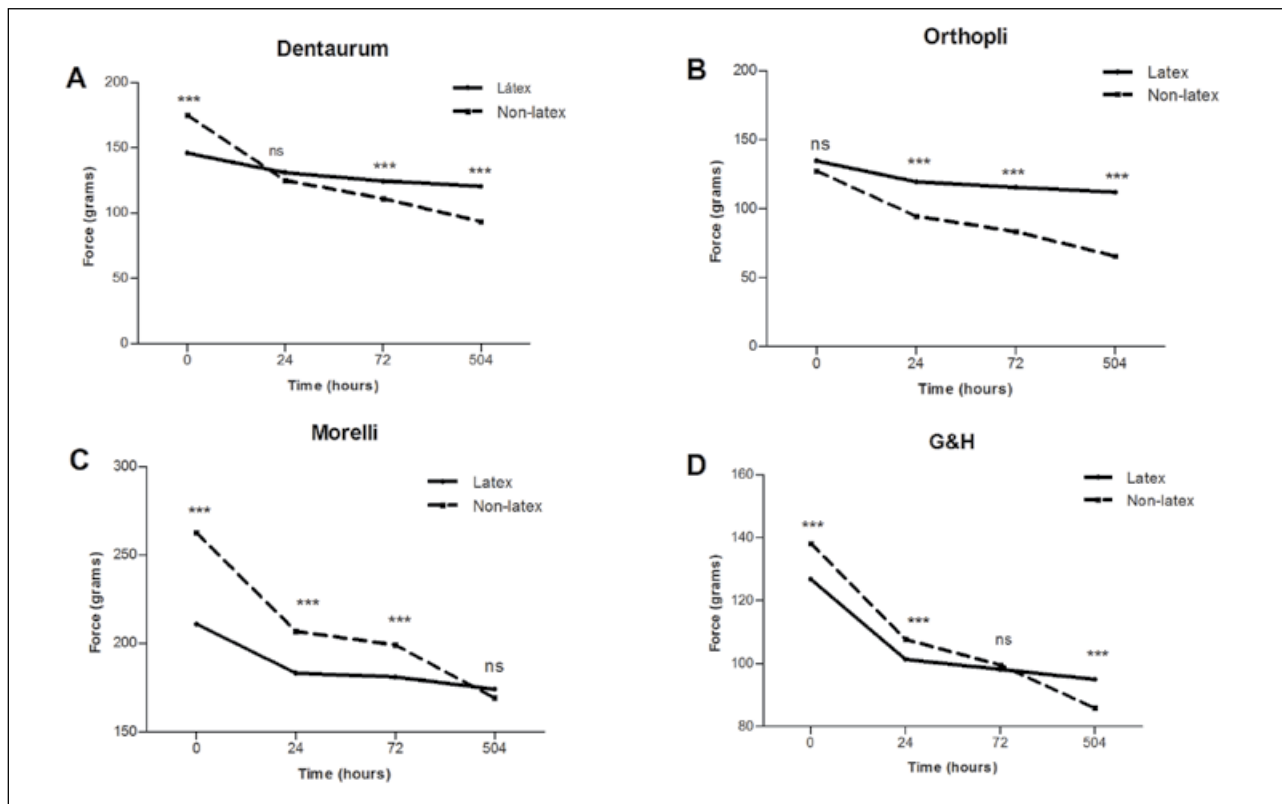 Dentaurum
A
Látex
Non-latex
200
150
100
50
0
***
ns
***
***
Force (grams)
0 24 72 504
Time (hours)
Orthopli
B
Latex
Non-latex
200
150
100
50
0
ns
***
***
***
Force (grams)
0 24 72 504
Time (hours)
Morelli
C
Latex
Non-latex
300
250
200
150
***
***
***
ns
Force (grams)
0 24 72 504
Time (hours)
G&H
D
Latex
Non-latex
160
140
120
100
80
***
***
ns
***
Force (grams)
0 24 72 504
Time (hours)